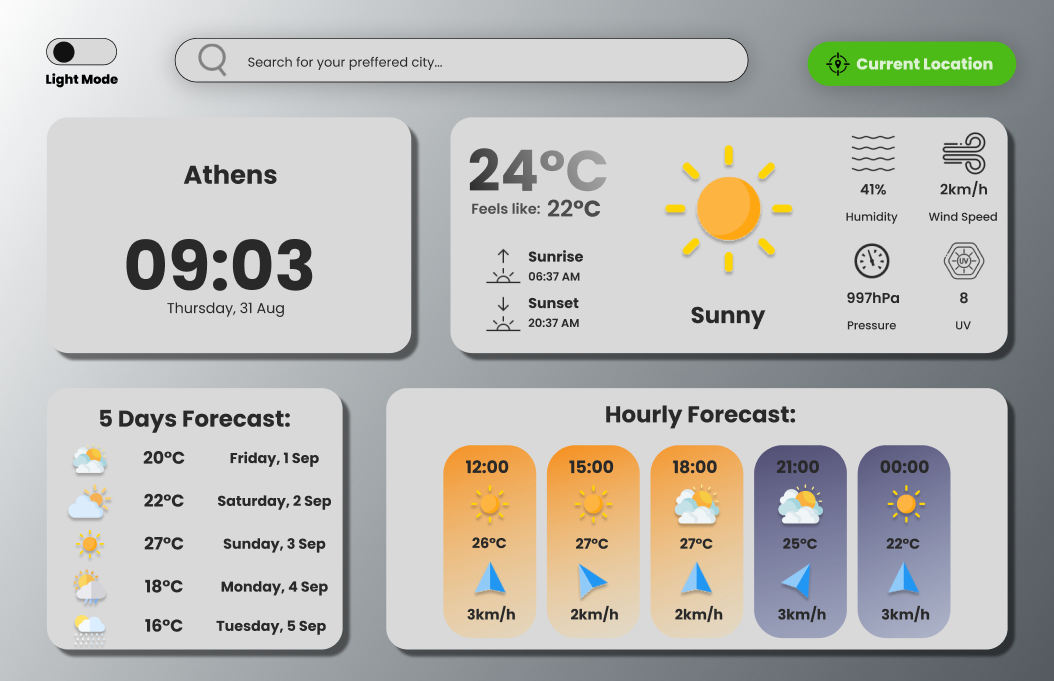 Light Mode
Search for your preffered city...
Current Location
Athens
09:03
Thursday, 31 Aug
24°C
Feels like: 22°C
Sunrise
06:37 AM
Sunset
20:37 AM
Sunny
41%
Humidity
2km/h
Wind Speed
997hPa
Pressure
UV
8
UV
5 Days Forecast:
20°C Friday, 1 Sep
22°C Saturday, 2 Sep
27°C Sunday, 3 Sep
18°C Monday, 4 Sep
16°C Tuesday, 5 Sep
Hourly Forecast:
12:00 15:00 18:00 21:00 00:00
26°C 27°C 27°C 25°C 22°C
3km/h 2km/h 2km/h 3km/h 3km/h